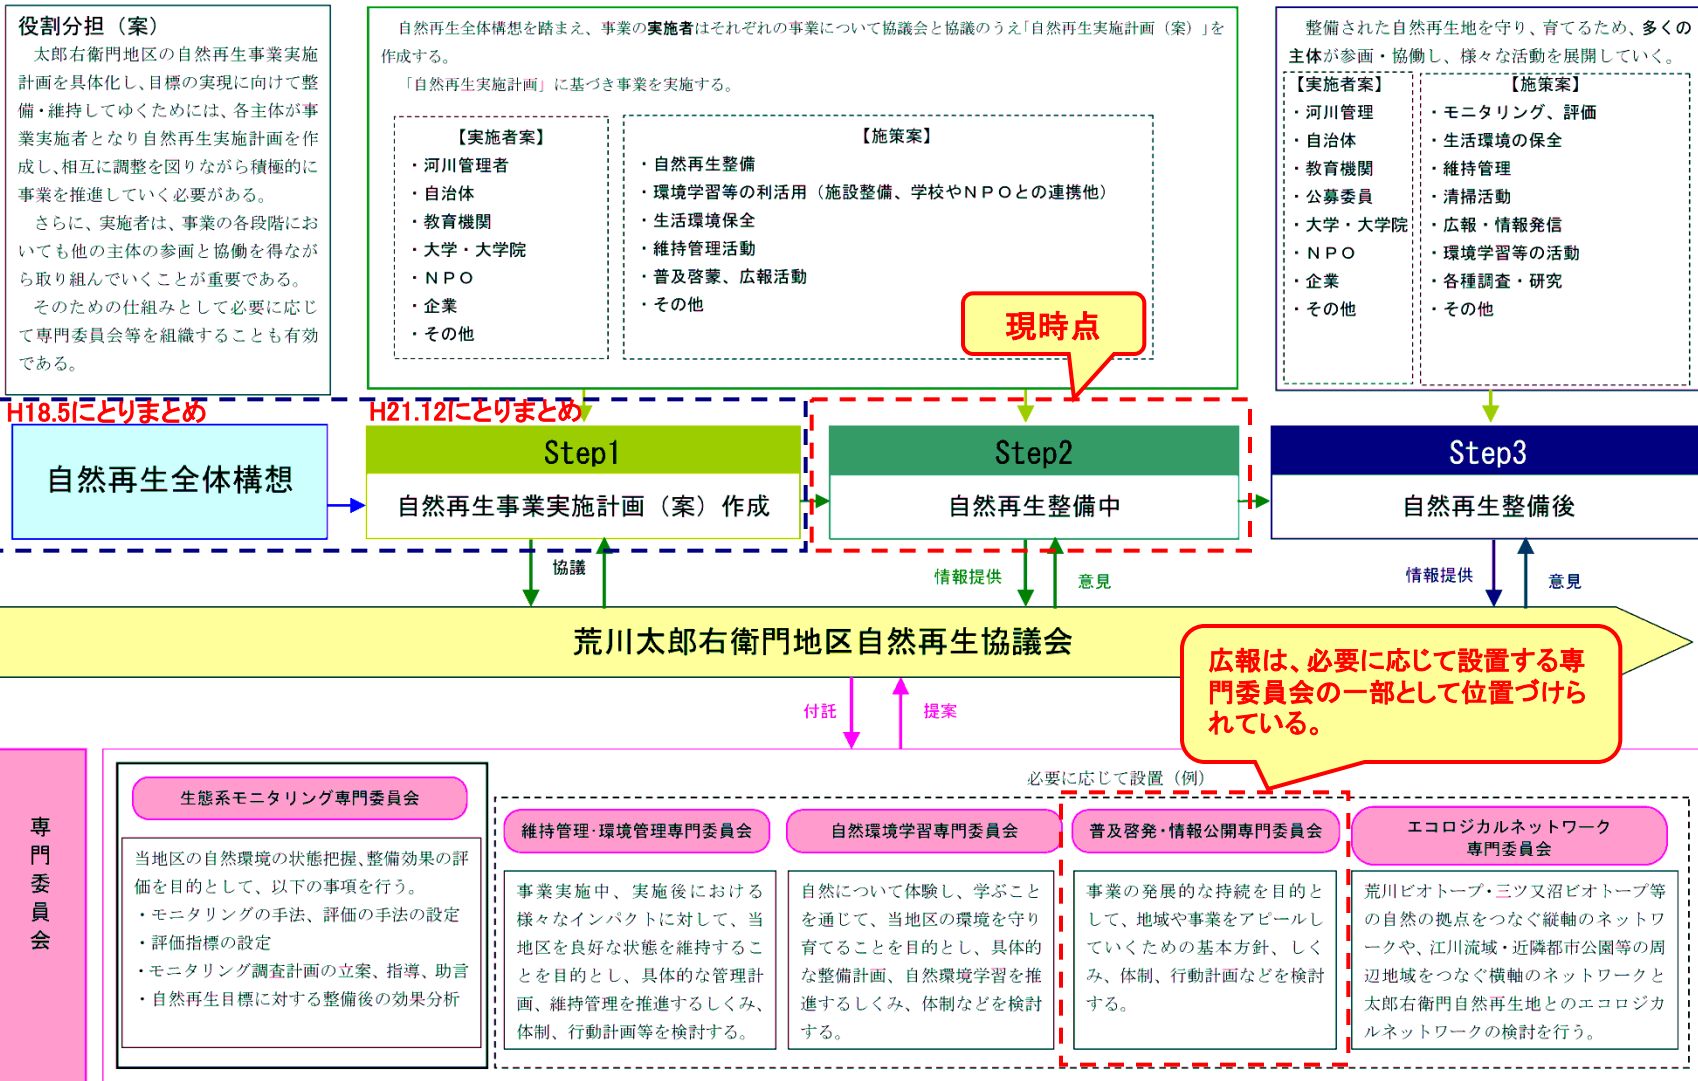 役割分担（案）
太郎右衛門地区の自然再生事業実施
計画を具体化し、目標の実現に向けて整
備・維持してゆくためには、各主体が事
業実施者となり自然再生実施計画を作
成し、相互に調整を図りながら積極的に
事業を推進していく必要がある。
さらに、実施者は、事業の各段階にお
いても他の主体の参画と協働を得なが
ら取り組んでいくことが重要である。
そのための仕組みとして必要に応じ
て専門委員会等を組織することも有効
である。
自然再生全体構想を踏まえ、事業の実施者はそれぞれの事業について協議会と協議のうえ「自然再生実施計画（案）」を
作成する。
「自然再生実施計画」に基づき事業を実施する。
【実施者案】
・河川管理者
・自治体
・教育機関
・大学・大学院
・ＮＰＯ
・企業
・その他
【施策案】
・自然再生整備
・環境学習等の利活用（施設整備、学校やＮＰＯとの連携他）
・生活環境保全
・維持管理活動
・普及啓蒙、広報活動
・その他
現時点
整備された自然再生地を守り、育てるため、多くの
主体が参画・協働し、様々な活動を展開していく。
【実施者案】
・河川管理
・自治体
・教育機関
・公募委員
・大学・大学院
・ＮＰＯ
・企業
・その他
【施策案】
・モニタリング、評価
・生活環境の保全
・維持管理
・清掃活動
・広報・情報発信
・環境学習等の活動
・各種調査・研究
・その他
H18.5にとりまとめ
H21.12にとりまとめ
自然再生全体構想
Step1
自然再生事業実施計画（案）作成
Step2
自然再生整備中
Step3
自然再生整備後
協議
情報提供
意見
情報提供
意見
荒川太郎右衛門地区自然再生協議会
広報は、必要に応じて設置する専
門委員会の一部として位置づけら
れている。
付託
提案
専門委員会
必要に応じて設置（例）
生態系モニタリング専門委員会
当地区の自然環境の状態把握、整備効果の評
価を目的として、以下の事項を行う。
・モニタリングの手法、評価の手法の設定
・評価指標の設定
・モニタリング調査計画の立案、指導、助言
・自然再生目標に対する整備後の効果分析
維持管理･環境管理専門委員会
事業実施中、実施後における
様々なインパクトに対して、当
地区を良好な状態を維持するこ
とを目的とし、具体的な管理計
画、維持管理を推進するしくみ、
体制、行動計画等を検討する。
自然環境学習専門委員会
自然について体験し、学ぶこと
を通じて、当地区の環境を守り
育てることを目的とし、具体的
な整備計画、自然環境学習を推
進するしくみ、体制などを検討
する。
普及啓発・情報公開専門委員会
事業の発展的な持続を目的と
して、地域や事業をアピールし
ていくための基本方針、しく
み、体制、行動計画などを検討
する。
エコロジカルネットワーク
専門委員会
荒川ビオトープ・三ツ又沼ビオトープ等
の自然の拠点をつなぐ縦軸のネットワ
ークや、江川流域・近隣都市公園等の周
辺地域をつなぐ横軸のネットワークと
太郎右衛門自然再生地とのエコロジカ
ルネットワークの検討を行う。